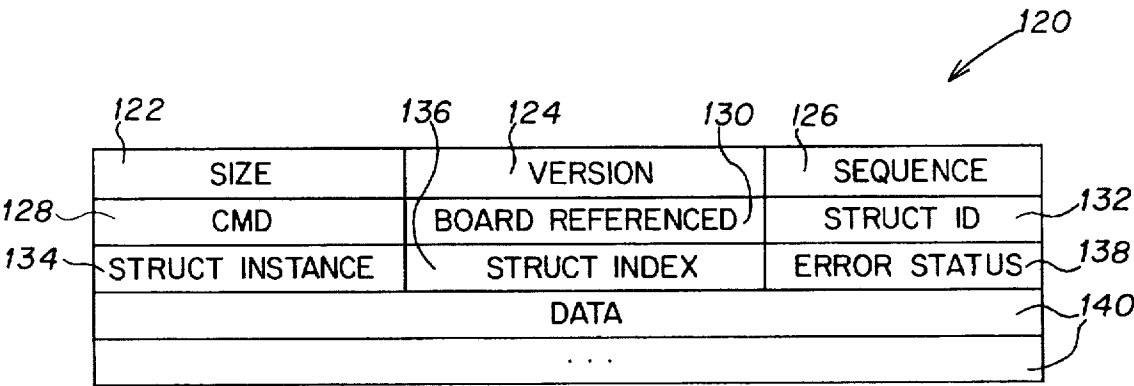 120
122 136 124 130 126
SIZE VERSION SEQUENCE
128 CMD BOARD REFERENCED STRUCT ID 132
134 STRUCT INSTANCE STRUCT INDEX ERROR STATUS 138
DATA 140
. . .